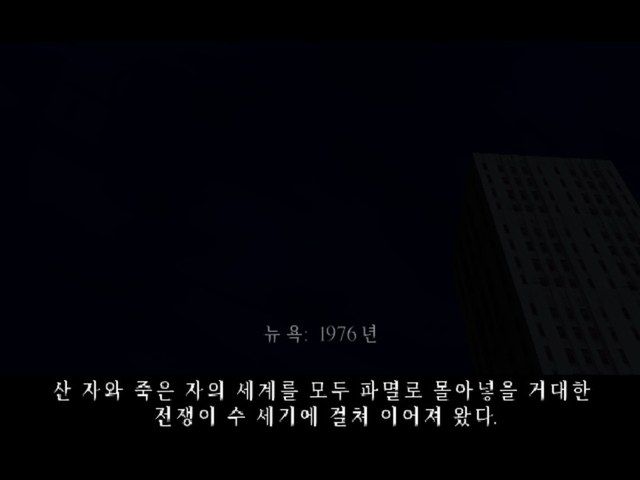 뉴욕: 1976년
산 자와 죽은 자의 세계를 모두 파멸로 몰아넣을 거대한
전쟁이 수 세기에 걸쳐 이어져 왔다.